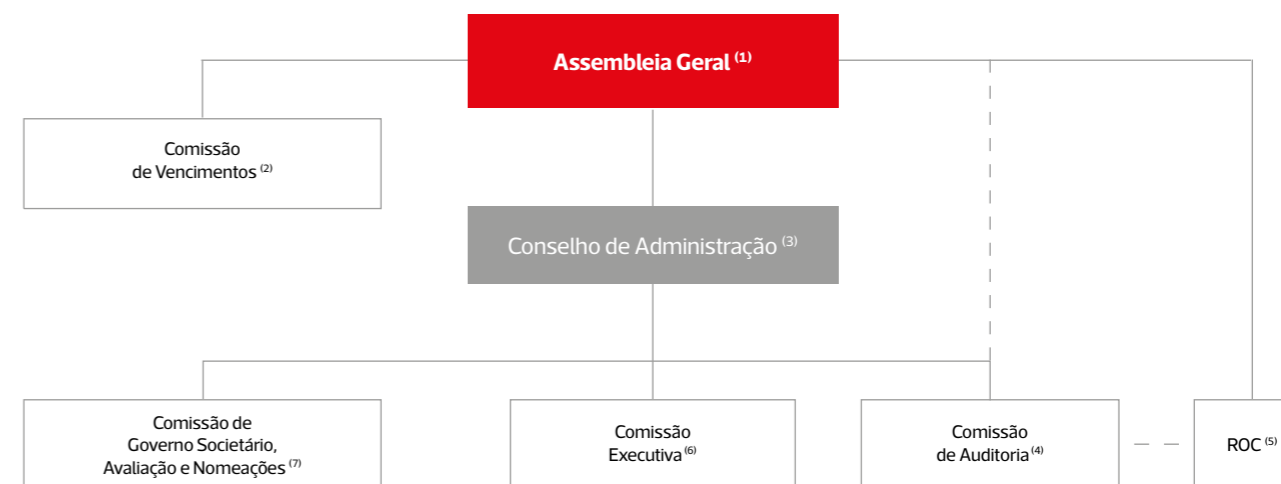 Assembleia Geral (1)
Comissão
de Vencimentos (2)
Conselho de Administração (3)
Comissão de
Governo Societário,
Avaliação e Nomeações (7)
Comissão
Executiva (6)
Comissão
de Auditoria (4)
ROC (5)